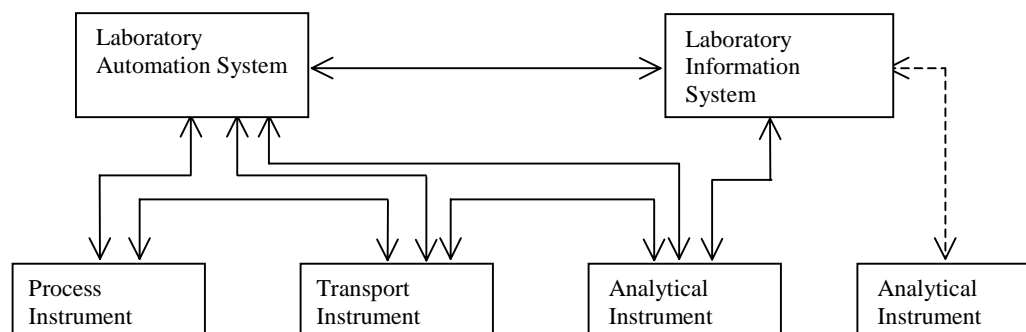 Laboratory
Automation System
Laboratory
Information
System
Process
Instrument
Transport
Instrument
Analytical
Instrument
Analytical
Instrument